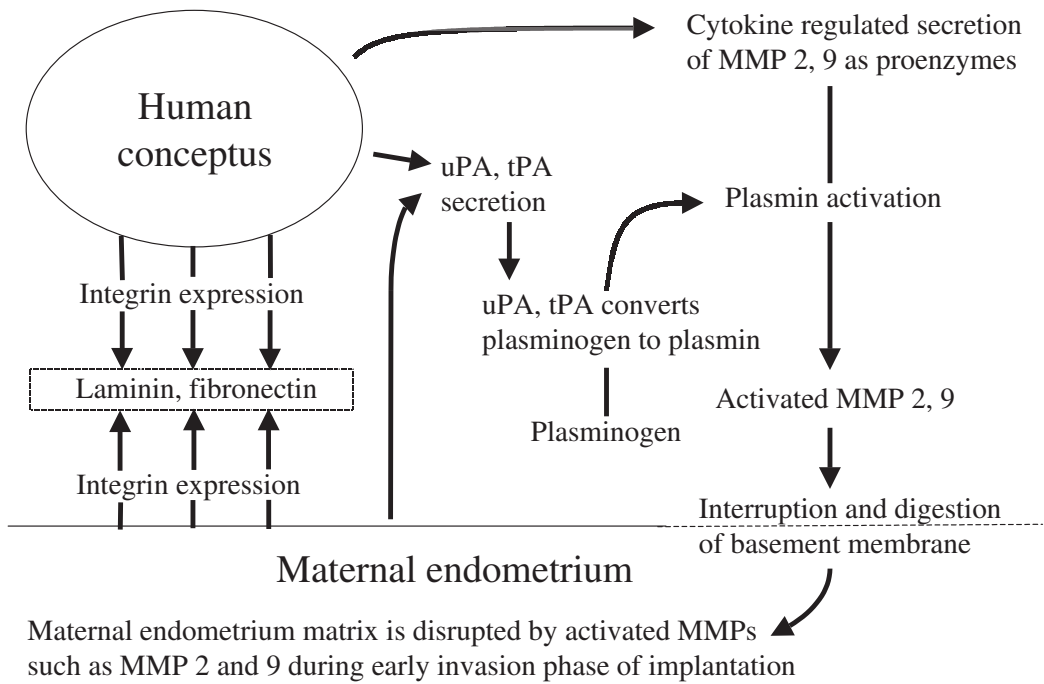 Cytokine regulated secretion
of MMP 2, 9 as proenzymes
Human
conceptus
uPA, tPA
secretion
Plasmin activation
Integrin expression
uPA, tPA converts
plasminogen to plasmin
Laminin, fibronectin
Activated MMP 2, 9
Plasminogen
Integrin expression
Interruption and digestion
of basement membrane
Maternal endometrium
Maternal endometrium matrix is disrupted by activated MMPs
such as MMP 2 and 9 during early invasion phase of implantation